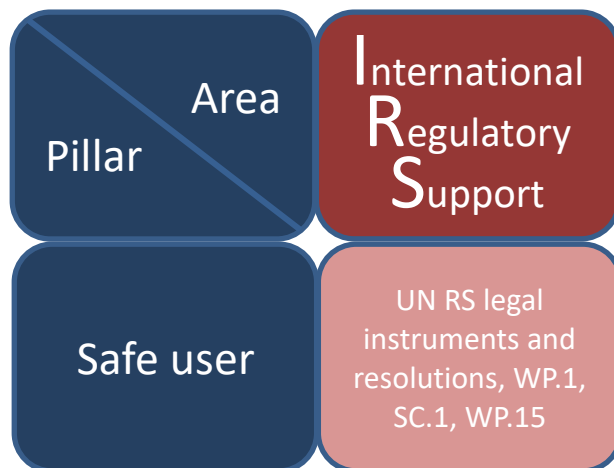 Area
Pillar
International
Regulatory
Support
Safe user
UN RS legal
instruments and
resolutions, WP.1,
SC.1, WP.15